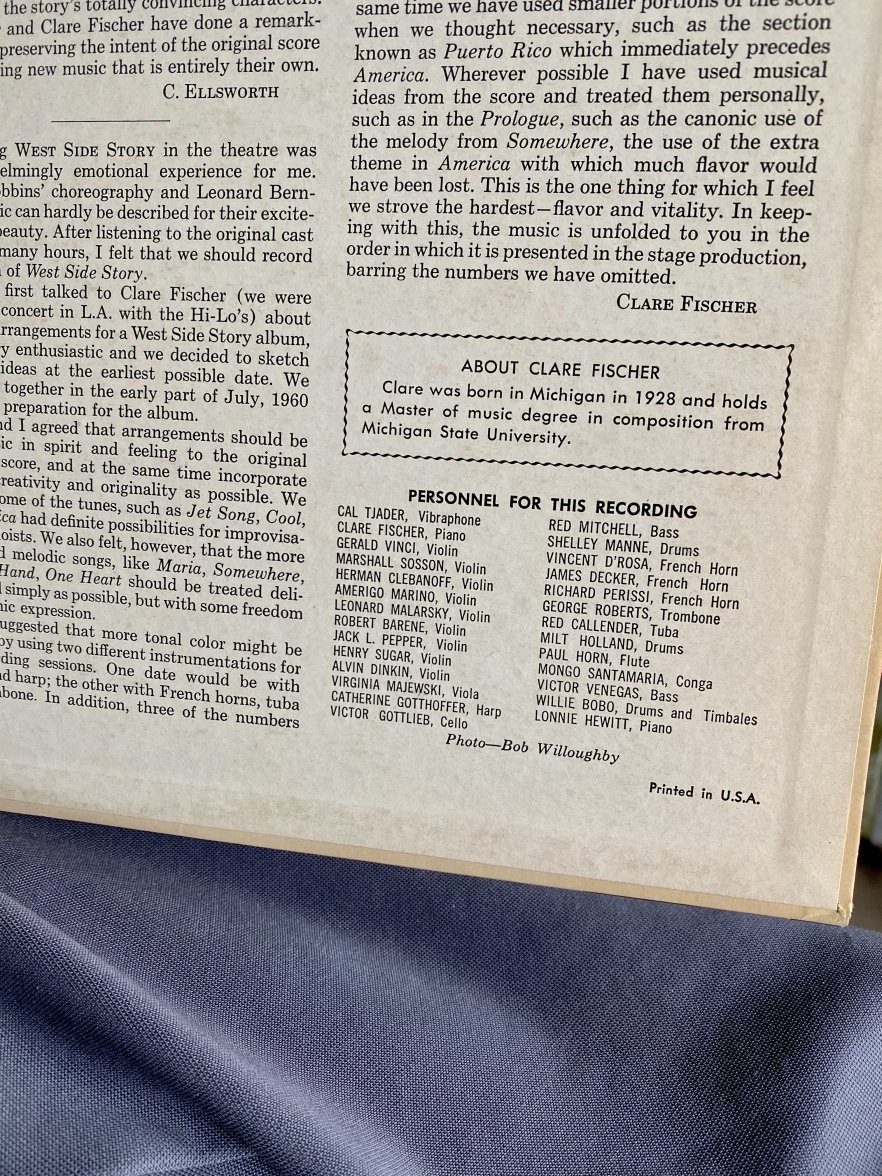 the story's totally convincing characters.
and Clare Fischer have done a remark-
preserving the intent of the original score
ing new music that is entirely their own.
C. ELLSWORTH
WEST SIDE STORY in the theatre was
elmingly emotional experience for me.
bbins' choreography and Leonard Bern-
ic can hardly be described for their excite-
beauty. After listening to the original cast
many hours, I felt that we should record
of West Side Story.
first talked to Clare Fischer (we were
concert in L.A. with the Hi-Lo's) about
rrangements for a West Side Story album,
y enthusiastic and we decided to sketch
ideas at the earliest possible date. We
together in the early part of July, 1960
preparation for the album.
nd I agreed that arrangements should be
ic in spirit and feeling to the original
score, and at the same time incorporate
reativity and originality as possible. We
ome of the tunes, such as Jet Song, Cool,
ica had definite possibilities for improvisa-
oists. We also felt, however, that the more
d melodic songs, like Maria, Somewhere,
Hand, One Heart should be treated deli-
simply as possible, but with some freedom
nic expression.
uggested that more tonal color might be
by using two different instrumentations for
ding sessions. One date would be with
nd harp; the other with French horns, tuba
bone. In addition, three of the numbers
same time we have used smaller portions of the score
when we thought necessary, such as the section
known as Puerto Rico which immediately precedes
America. Wherever possible I have used musical
ideas from the score and treated them personally,
such as in the Prologue, such as the canonic use of
the melody from Somewhere, the use of the extra
theme in America with which much flavor would
have been lost. This is the one thing for which I feel
we strove the hardest—flavor and vitality. In keep-
ing with this, the music is unfolded to you in the
order in which it is presented in the stage production,
barring the numbers we have omitted.
CLARE FISCHER
ABOUT CLARE FISCHER
Clare was born in Michigan in 1928 and holds
a Master of music degree in composition from
Michigan State University.
PERSONNEL FOR THIS RECORDING
CAL TJADER, Vibraphone
CLARE FISCHER, Piano
GERALD VINCI, Violin
MARSHALL SOSSON, Violin
HERMAN CLEBANOFF, Violin
AMERIGO MARINO, Violin
LEONARD MALARSKY, Violin
ROBERT BARENE, Violin
JACK L. PEPPER, Violin
HENRY SUGAR, Violin
ALVIN DINKIN, Violin
VIRGINIA MAJEWSKI, Viola
CATHERINE GOTTHOFFER, Harp
VICTOR GOTTLIEB, Cello
RED MITCHELL, Bass
SHELLEY MANNE, Drums
VINCENT D'ROSA, French Horn
JAMES DECKER, French Horn
RICHARD PERISSI, French Horn
GEORGE ROBERTS, Trombone
RED CALLENDER, Tuba
MILT HOLLAND, Drums
PAUL HORN, Flute
MONGO SANTAMARIA, Conga
VICTOR VENEGAS, Bass
WILLIE BOBO, Drums and Timbales
LONNIE HEWITT, Piano
Photo—Bob Willoughby
Printed in U.S.A.